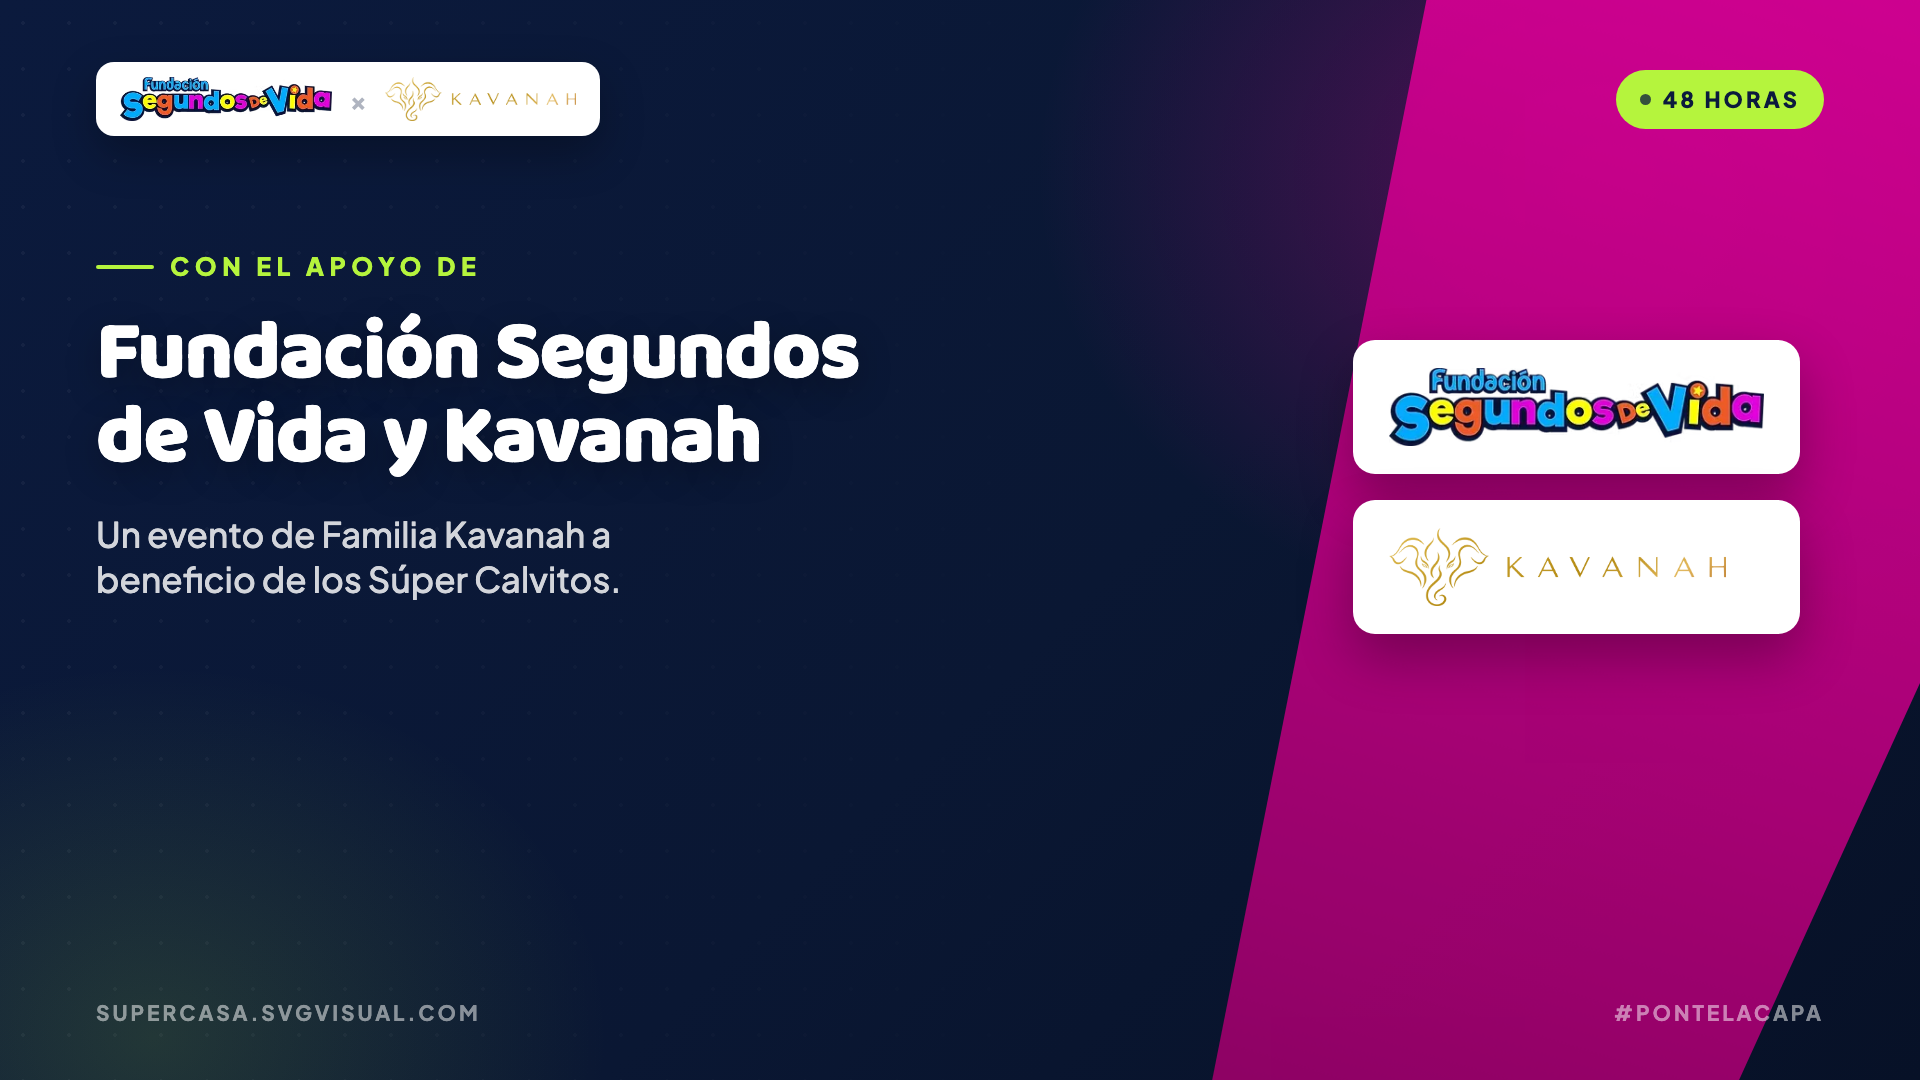 Fundación
Segundos de Vida × KAVANAH
48 HORAS
CON EL APOYO DE
Fundación Segundos
de Vida y Kavanah
Un evento de Familia Kavanah a
beneficio de los Súper Calvitos.
Fundación
Segundos de Vida
KAVANAH
SUPERCASA.SVGVISUAL.COM
#PONTELACAPA